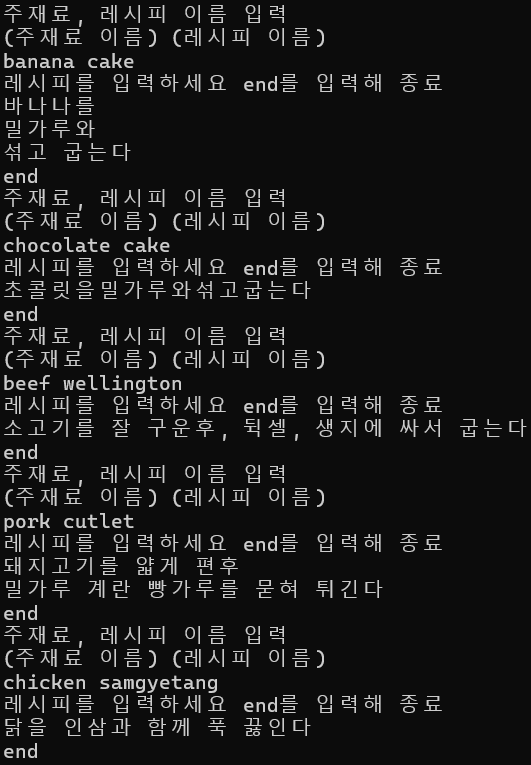 주재료, 레시피 이름 입력
(주재료 이름) (레시피 이름)
banana cake
레시피를 입력하세요 end를 입력해 종료
바나나를
밀가루와
섞고 굽는다
end
주재료, 레시피 이름 입력
(주재료 이름) (레시피 이름)
chocolate cake
레시피를 입력하세요 end를 입력해 종료
초콜릿을밀가루와섞고굽는다
end
주재료, 레시피 이름 입력
(주재료 이름) (레시피 이름)
beef wellington
레시피를 입력하세요 end를 입력해 종료
소고기를 잘 구운후, 뒥셀, 생지에 싸서 굽는다
end
주재료, 레시피 이름 입력
(주재료 이름) (레시피 이름)
pork cutlet
레시피를 입력하세요 end를 입력해 종료
돼지고기를 얇게 편후
밀가루 계란 빵가루를 묻혀 튀긴다
end
주재료, 레시피 이름 입력
(주재료 이름) (레시피 이름)
chicken samgyetang
레시피를 입력하세요 end를 입력해 종료
닭을 인삼과 함께 푹 끓인다
end